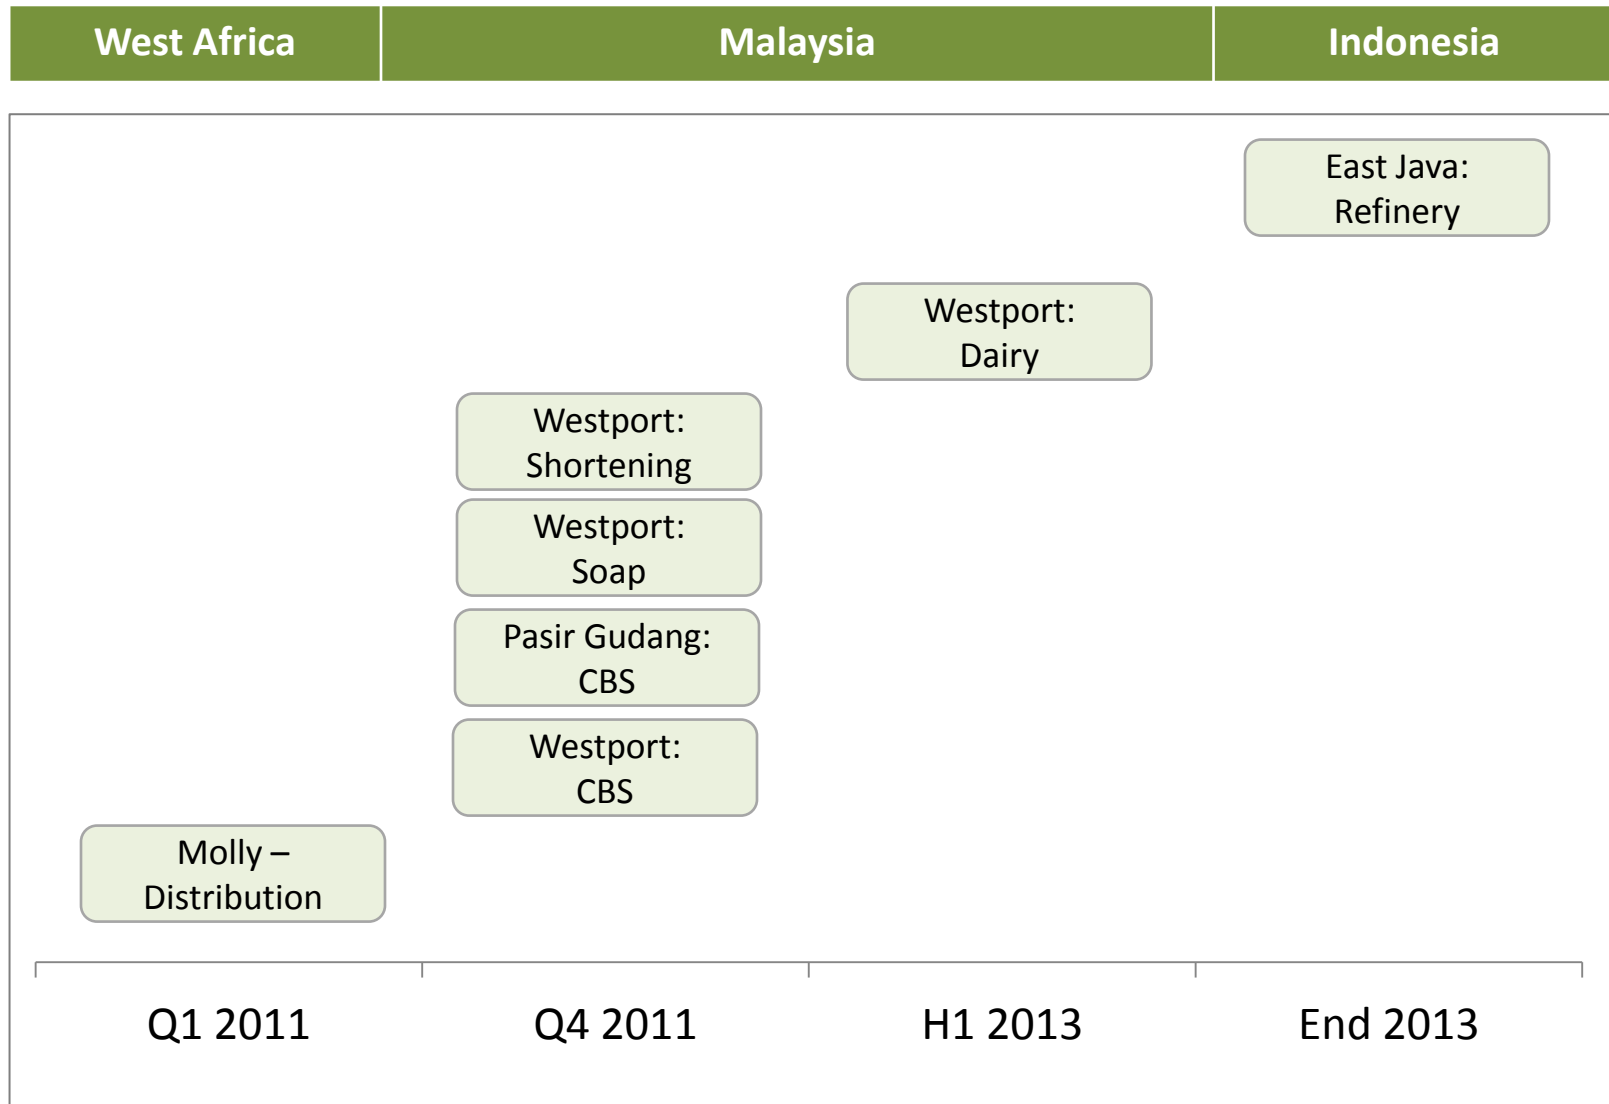 West Africa
Malaysia
Indonesia
East Java:
Refinery
Westport:
Dairy
Westport:
Shortening
Westport:
Soap
Pasir Gudang:
CBS
Westport:
CBS
Molly –
Distribution
Q1 2011
Q4 2011
H1 2013
End 2013